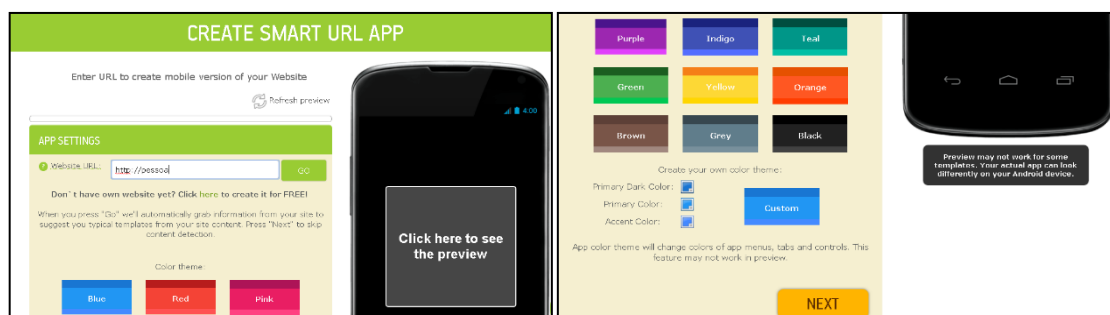 CREATE SMART URL APP
Enter URL to create mobile version of your Website
Refresh preview
APP SETTINGS
? Website URL:
http://pessoa
GO
Don`t have own website yet? Click here to create it for FREE!
When you press "Go" we'll automatically grab information from your site to
suggest you typical templates from your site content. Press "Next" to skip
content detection.
Color theme:
Blue
Red
Pink
4:00
Click here to see
the preview
Purple
Indigo
Teal
Green
Yellow
Orange
Brown
Grey
Black
Create your own color theme:
Primary Dark Color:
Primary Color:
Accent Color:
Custom
App color theme will change colors of app menus, tabs and controls. This
feature may not work in preview.
NEXT
Preview may not work for some
templates. Your actual app can look
differently on your Android device.